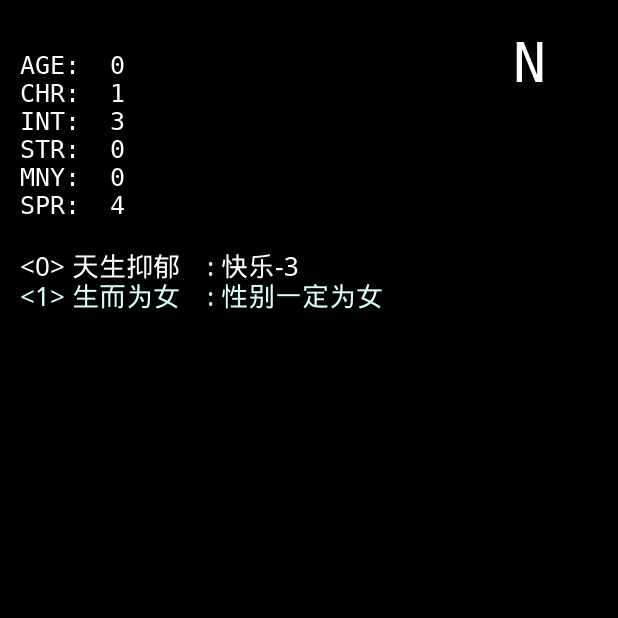 N
AGE: 0
CHR: 1
INT: 3
STR: 0
MNY: 0
SPR: 4
<0> 天生抑郁 : 快乐-3
<1> 生而为女 : 性别一定为女